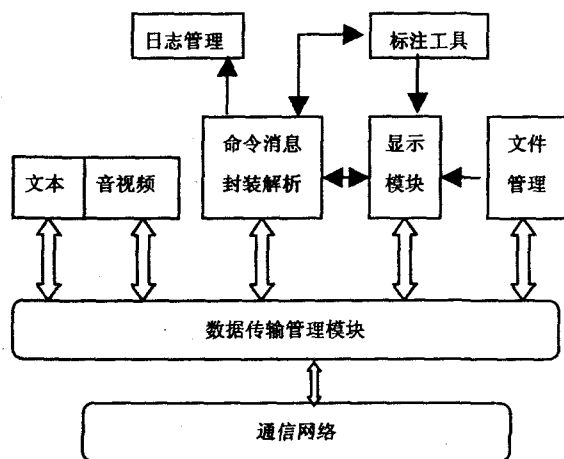 日志管理
标注工具
命令消息
封装解析
显示
模块
文件
管理
文本
音视频
数据传输管理模块
通信网络